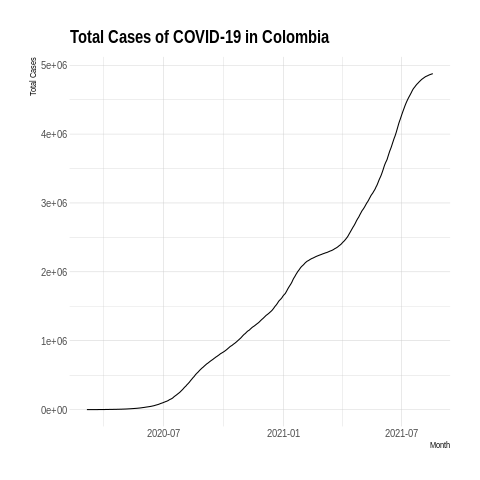 Total Cases of COVID-19 in Colombia
Total Cases
5e+06
4e+06
3e+06
2e+06
1e+06
0e+00
2020-07 2021-01 2021-07
Month